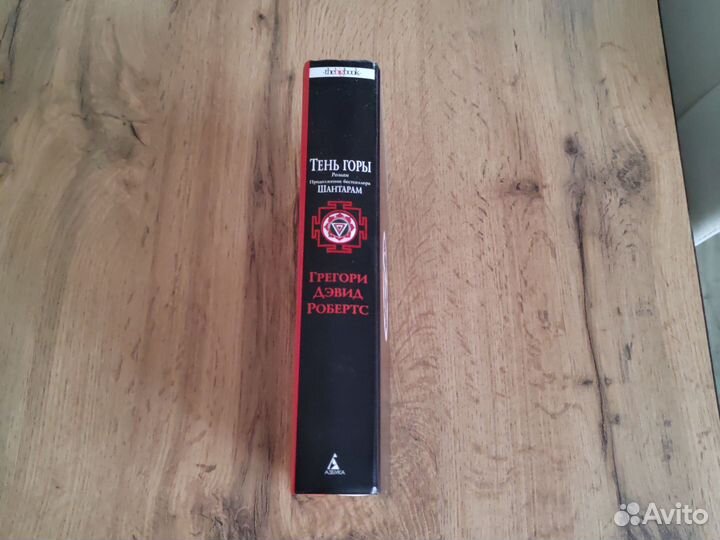 thebigbook
Тень горы
Роман
Продолжение бестселлера
Шантарам
Грегори
Дэвид
Робертс
АЗБУКА
Avito